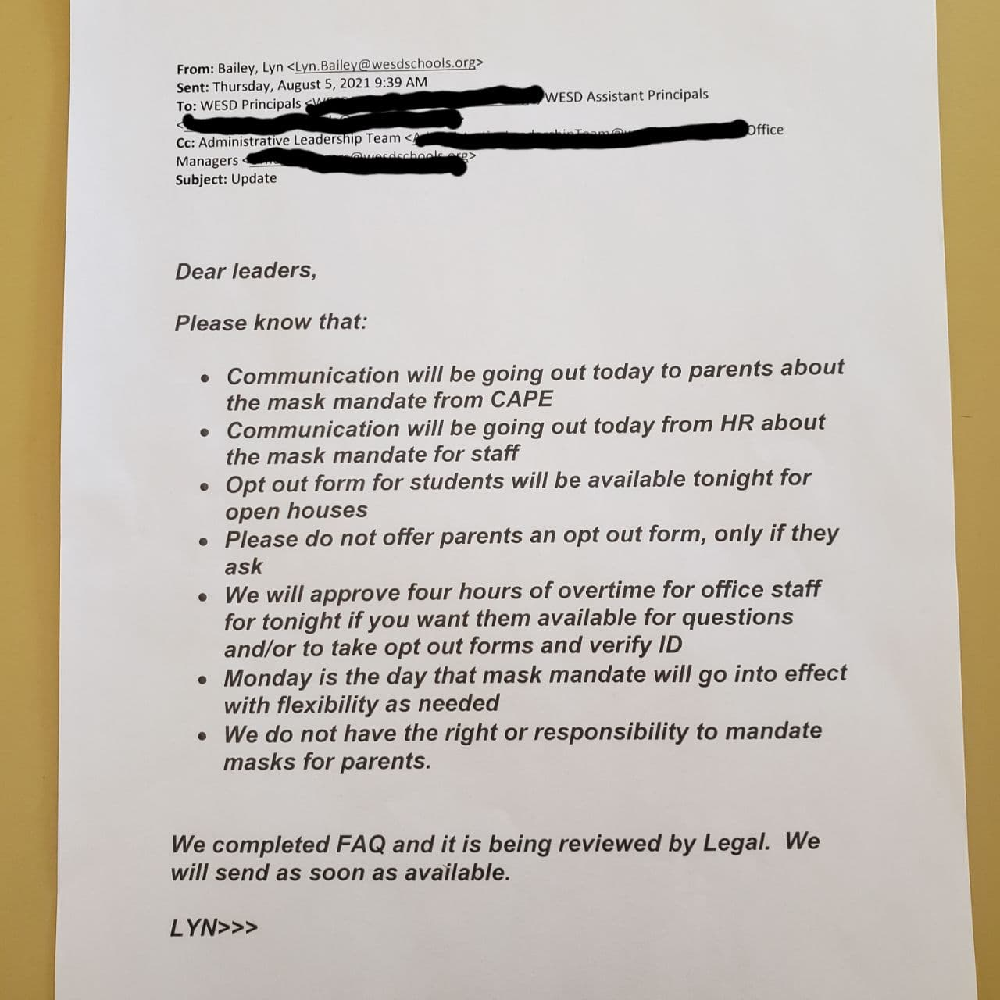 From: Bailey, Lyn <Lyn.Bailey@wesdschools.org>
Sent: Thursday, August 5, 2021 9:39 AM
To: WESD Principals < WESD Assistant Principals
<
Cc: Administrative Leadership Team < Office
Managers < @wesdschools.org>
Subject: Update
Dear leaders,
Please know that:
• Communication will be going out today to parents about
the mask mandate from CAPE
• Communication will be going out today from HR about
the mask mandate for staff
• Opt out form for students will be available tonight for
open houses
• Please do not offer parents an opt out form, only if they
ask
• We will approve four hours of overtime for office staff
for tonight if you want them available for questions
and/or to take opt out forms and verify ID
• Monday is the day that mask mandate will go into effect
with flexibility as needed
• We do not have the right or responsibility to mandate
masks for parents.
We completed FAQ and it is being reviewed by Legal.  We
will send as soon as available.
LYN>>>